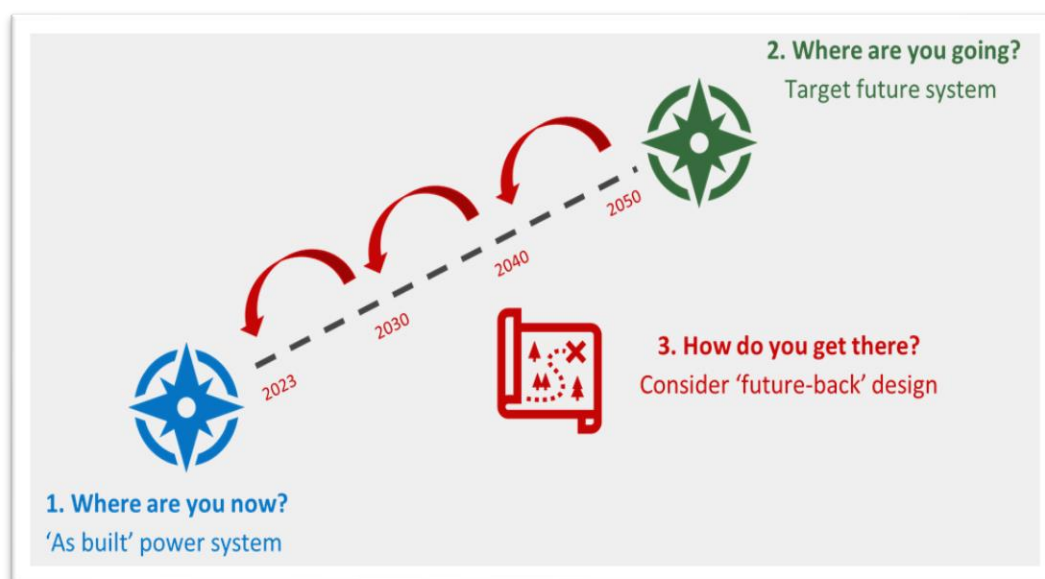 2. Where are you going?
Target future system
2050
2040
2030
2023
3. How do you get there?
Consider ‘future-back’ design
1. Where are you now?
‘As built’ power system